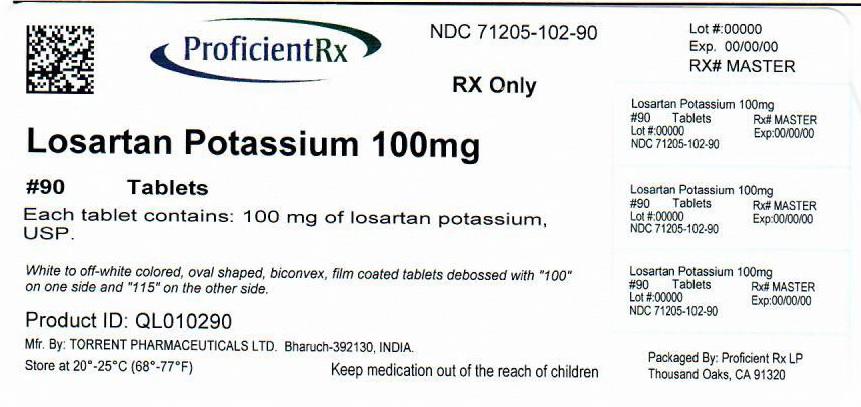 ProficientRx
NDC 71205-102-90
RX Only
Losartan Potassium 100mg
#90 Tablets
Each tablet contains: 100 mg of losartan potassium,
USP.
White to off-white colored, oval shaped, biconvex, film coated tablets debossed with "100"
on one side and "115" on the other side.
Product ID: QL010290
Mfr. By: TORRENT PHARMACEUTICALS LTD. Bharuch-392130, INDIA.
Store at 20°-25°C (68°-77°F)
Keep medication out of the reach of children
Lot #:00000
Exp. 00/00/00
RX# MASTER
Losartan Potassium 100mg
#90 Tablets Rx# MASTER
Lot #:00000 Exp:00/00/00
NDC 71205-102-90
Losartan Potassium 100mg
#90 Tablets Rx# MASTER
Lot #:00000 Exp:00/00/00
NDC 71205-102-90
Losartan Potassium 100mg
#90 Tablets Rx# MASTER
Lot #:00000 Exp:00/00/00
NDC 71205-102-90
Packaged By: Proficient Rx LP
Thousand Oaks, CA 91320